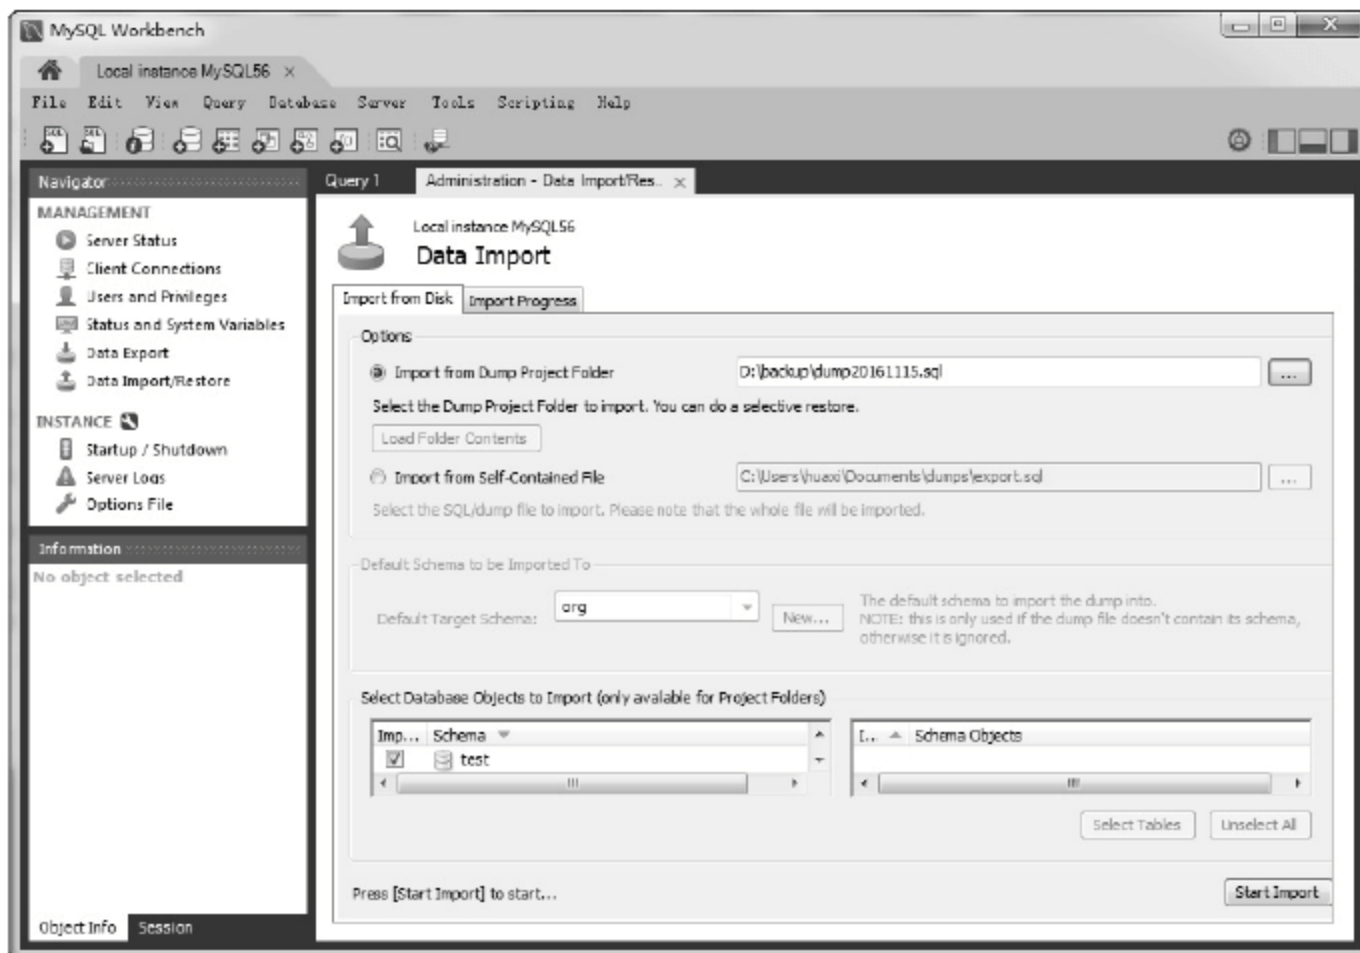 MySQL Workbench
Local instance MySQL56
File Edit View Query Database Server Tools Scripting Help
Navigator
MANAGEMENT
Server Status
Client Connections
Users and Privileges
Status and System Variables
Data Export
Data Import/Restore
INSTANCE
Startup / Shutdown
Server Logs
Options File
Information
No object selected
Object Info Session
Query 1 Administration - Data Import/Res..
Local instance MySQL56
Data Import
Import from Disk Import Progress
Options
Import from Dump Project Folder D:\backup\dump20161115.sql ...
Select the Dump Project Folder to import. You can do a selective restore.
Load Folder Contents
Import from Self-Contained File C:\Users\huaxi\Documents\dumps\export.sql ...
Select the SQL/dump file to import. Please note that the whole file will be imported.
Default Schema to be Imported To
Default Target Schema: org New...
The default schema to import the dump into.
NOTE: this is only used if the dump file doesn't contain its schema,
otherwise it is ignored.
Select Database Objects to Import (only available for Project Folders)
Imp... Schema
test
I... Schema Objects
Select Tables Unselect All
Press [Start Import] to start...
Start Import